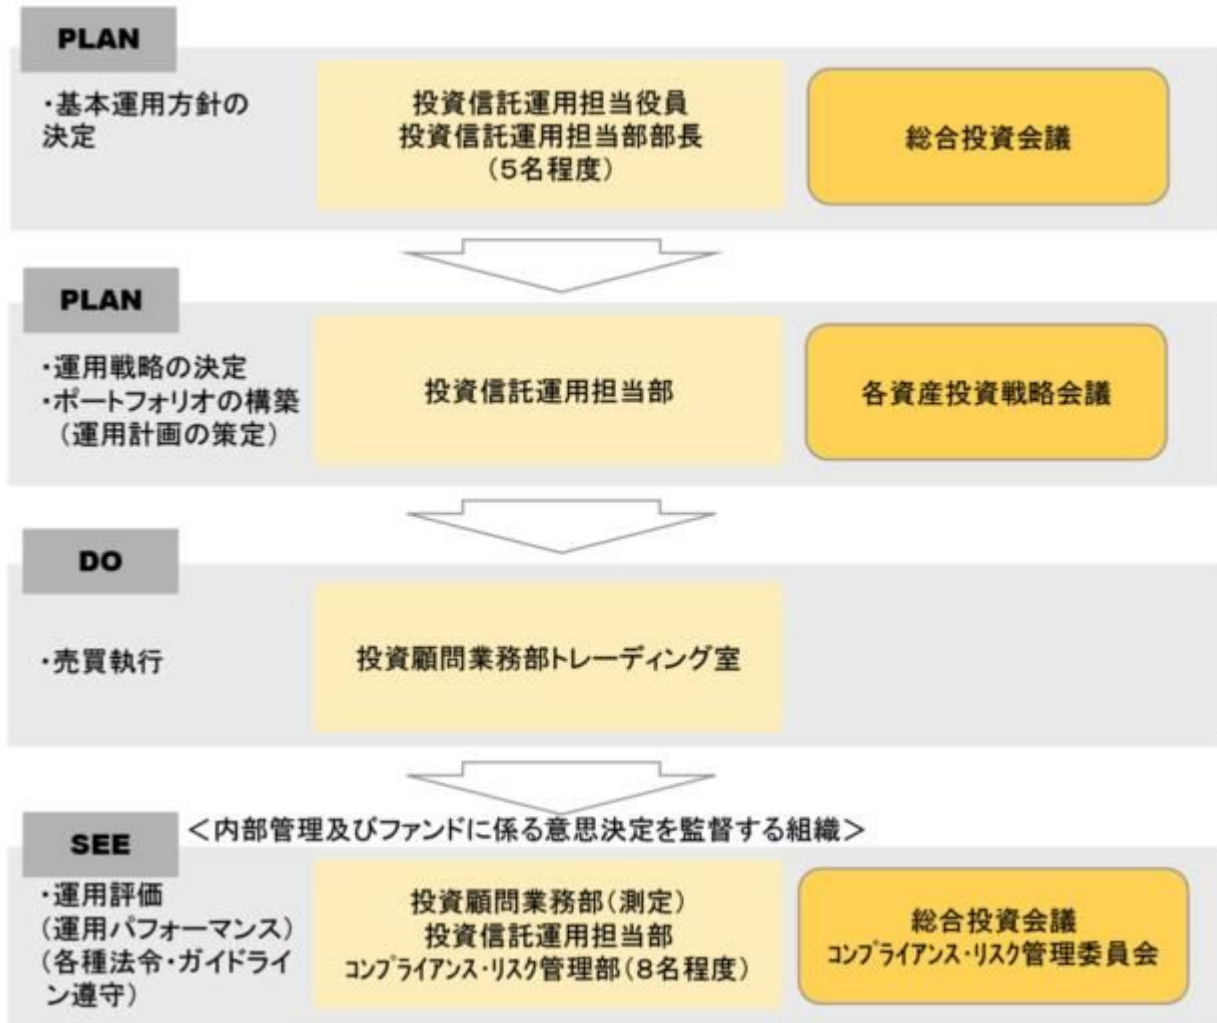 PLAN
・基本運用方針の
決定
投資信託運用担当役員
投資信託運用担当部部長
(5名程度)
総合投資会議
PLAN
・運用戦略の決定
・ポートフォリオの構築
(運用計画の策定)
投資信託運用担当部
各資産投資戦略会議
DO
・売買執行
投資顧問業務部トレーディング室
SEE
＜内部管理及びファンドに係る意思決定を監督する組織＞
・運用評価
(運用パフォーマンス)
(各種法令・ガイドライ
ン遵守)
投資顧問業務部(測定)
投資信託運用担当部
コンプライアンス・リスク管理部(8名程度)
総合投資会議
コンプライアンス・リスク管理委員会